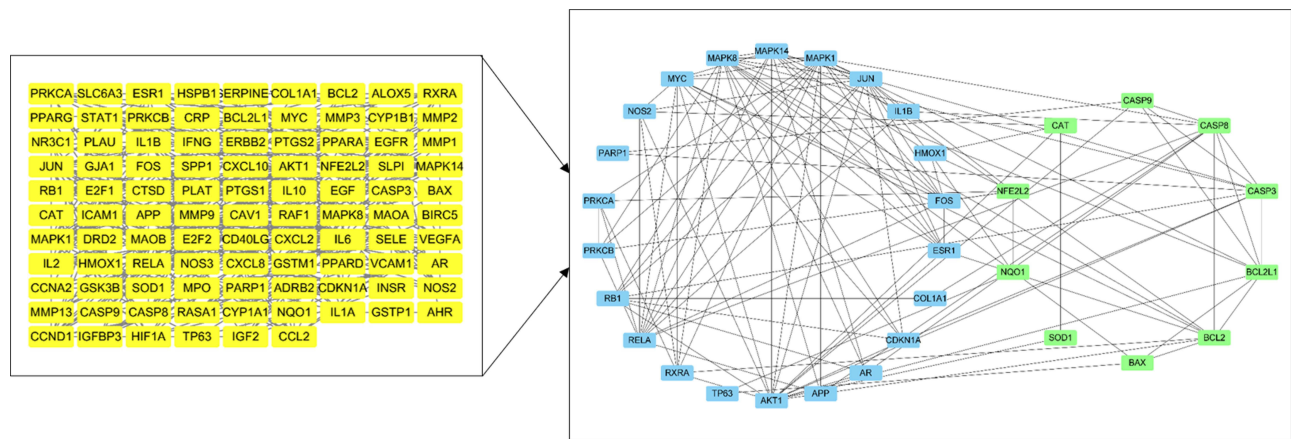 PRKCA SLC6A3 ESR1 HSPB1 SERPINE COL1A1 BCL2 ALOX5 RXRA
PPARG STAT1 PRKCB CRP BCL2L1 MYC MMP3 CYP1B1 MMP2
NR3C1 PLAU IL1B IFNG ERBB2 PTGS2 PPARA EGFR MMP1
JUN GJA1 FOS SPP1 CXCL10 AKT1 NFE2L2 SLPI MAPK14
RB1 E2F1 CTSD PLAT PTGS1 IL10 EGF CASP3 BAX
CAT ICAM1 APP MMP9 CAV1 RAF1 MAPK8 MAOA BIRC5
MAPK1 DRD2 MAOB E2F2 CD40LG CXCL2 IL6 SELE VEGFA
IL2 HMOX1 RELA NOS3 CXCL8 GSTM1 PPARD VCAM1 AR
CCNA2 GSK3B SOD1 MPO PARP1 ADRB2 CDKN1A INSR NOS2
MMP13 CASP9 CASP8 RASA1 CYP1A1 NQO1 IL1A GSTP1 AHR
CCND1 IGFBP3 HIF1A TP63 IGF2 CCL2
MAPK14
MAPK8
MAPK1
MYC
JUN
NOS2
IL1B
PARP1
HMOX1
PRKCA
FOS
PRKCB
ESR1
RB1
COL1A1
RELA
CDKN1A
RXRA
AR
TP63
AKT1
APP
CASP9
CAT
CASP8
NFE2L2
CASP3
NQO1
BCL2L1
SOD1
BCL2
BAX